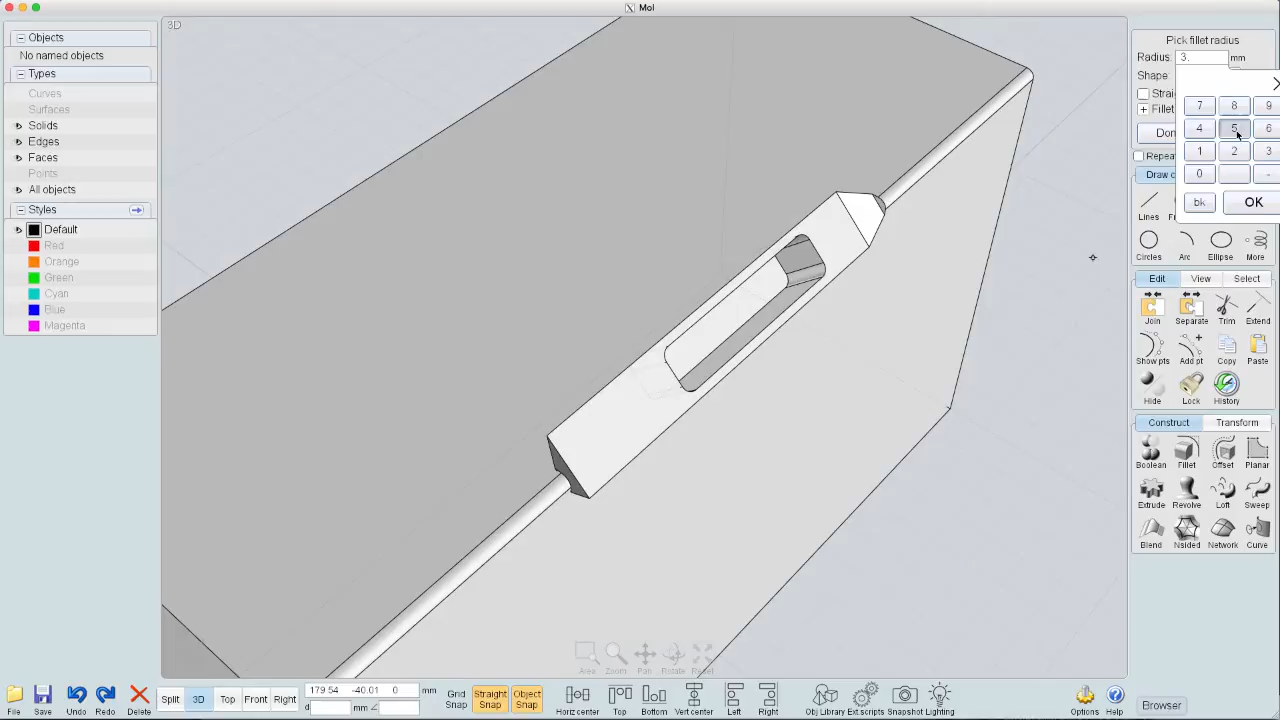 MoI
Objects
No named objects
Types
Curves
Surfaces
Solids
Edges
Faces
Points
All objects
Styles
Default
Red
Orange
Green
Cyan
Blue
Magenta
3D
Pick fillet radius
Radius: 3. mm
Shape
7 8 9
4 5 6
1 2 3
0 -
bk OK
Lines
Circles Arc Ellipse More
Edit View Select
Join Separate Trim Extend
Show pts Add pt Copy Paste
Hide Lock History
Construct Transform
Boolean Fillet Offset Planar
Extrude Revolve Loft Sweep
Blend Nsided Network Curve
Area Zoom Pan Rotate Reset
File Save Undo Redo Delete
Split 3D Top Front Right
179 54 -40.01 0 mm
d mm ∠
Grid Snap
Straight Snap
Object Snap
Horiz center Top Bottom Vert center Left Right
Obj Library Ext.scripts Snapshot Lighting
Options Help
Browser